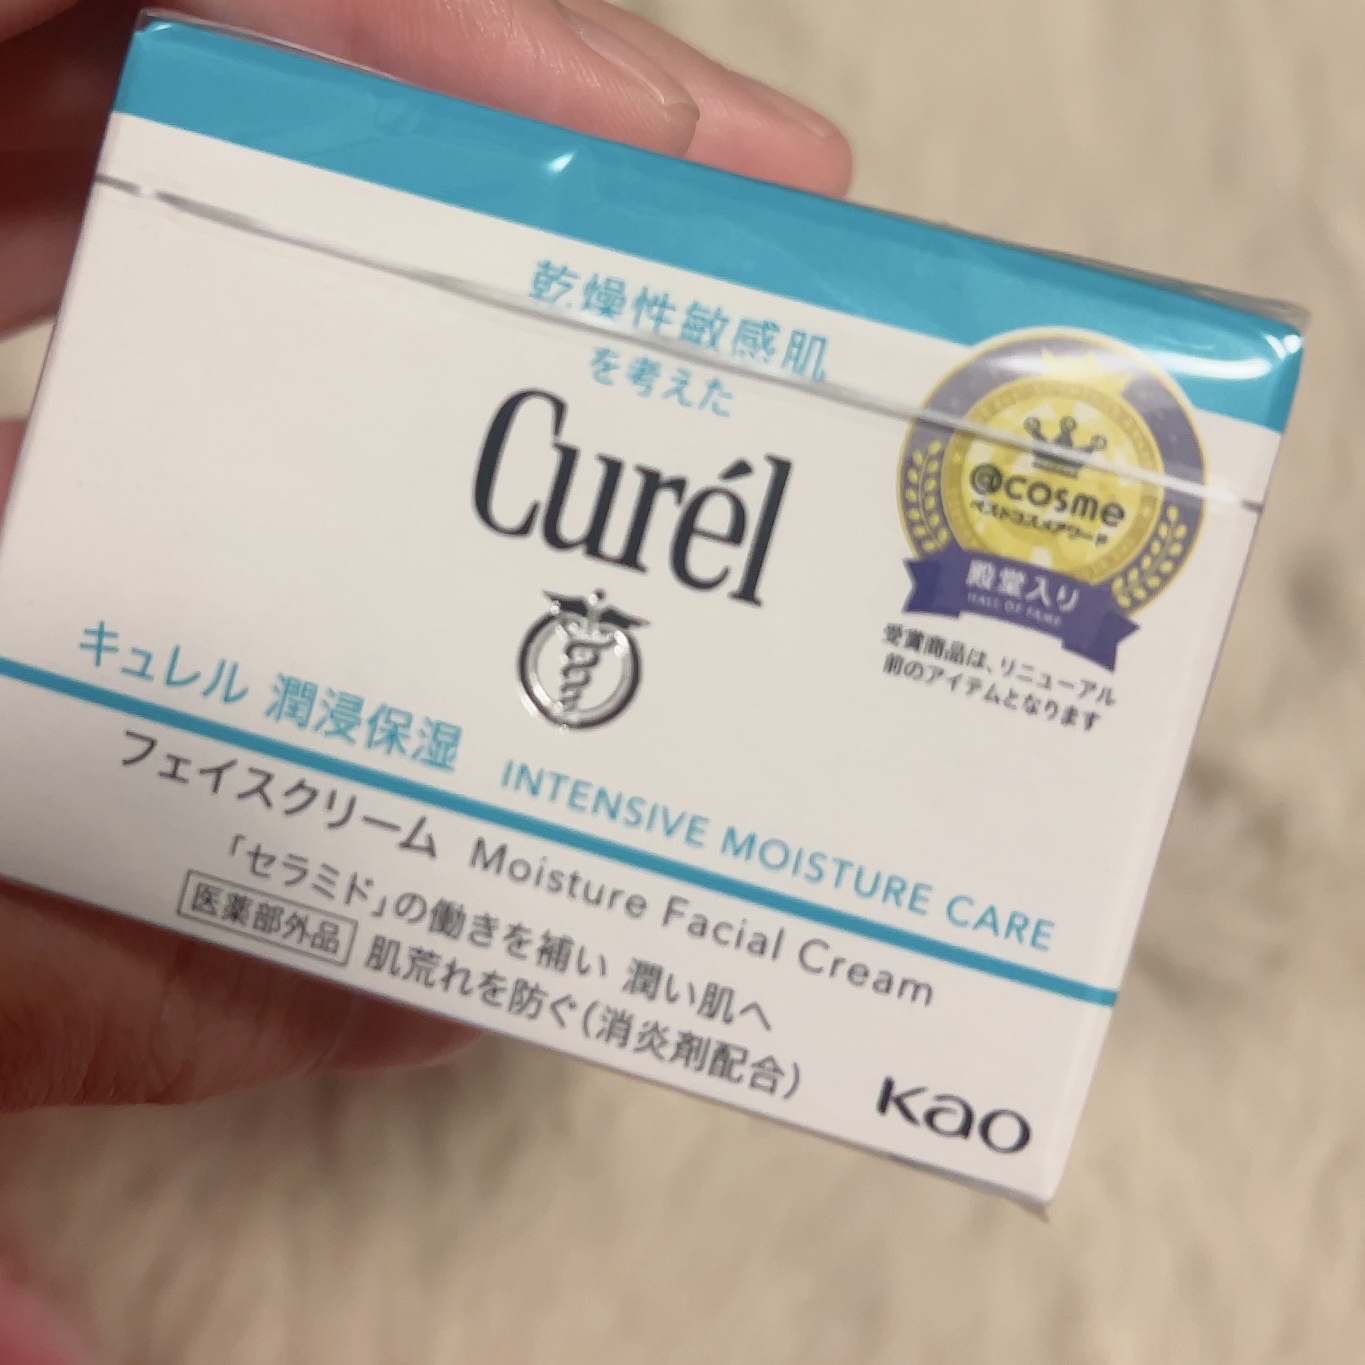 乾燥性敏感肌
を考えた
Curél
@cosme
ベストコスメアワード
殿堂入り
HALL OF FAME
受賞商品は、リニューアル
前のアイテムとなります
キュレル 潤浸保湿 INTENSIVE MOISTURE CARE
フェイスクリーム Moisture Facial Cream
「セラミド」の働きを補い 潤い肌へ
医薬部外品 肌荒れを防ぐ(消炎剤配合)
Kao